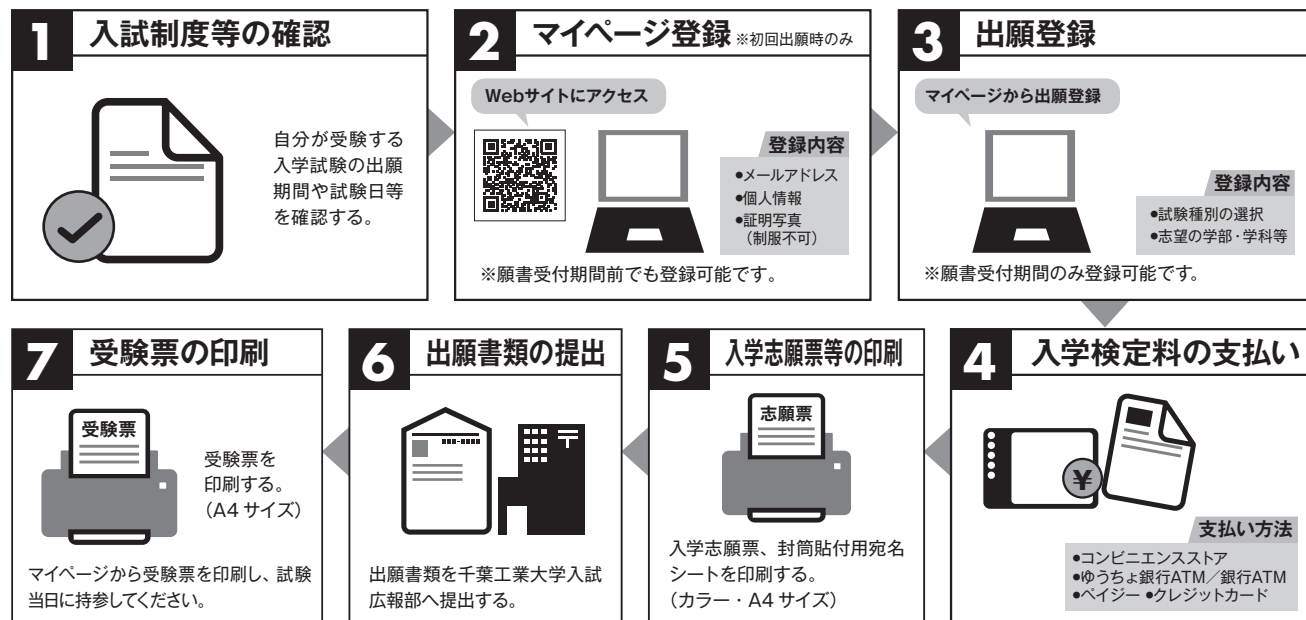 1 入試制度等の確認
自分が受験する
入学試験の出願
期間や試験日等
を確認する。
2 マイページ登録 ※初回出願時のみ
Webサイトにアクセス
登録内容
●メールアドレス
●個人情報
●証明写真
（制服不可）
※願書受付期間前でも登録可能です。
3 出願登録
マイページから出願登録
登録内容
●試験種別の選択
●志望の学部・学科等
※願書受付期間のみ登録可能です。
4 入学検定料の支払い
¥
支払い方法
●コンビニエンスストア
●ゆうちょ銀行ATM／銀行ATM
●ペイジー ●クレジットカード
5 入学志願票等の印刷
志願票
入学志願票、封筒貼付用宛名
シートを印刷する。
（カラー・A4 サイズ）
6 出願書類の提出
〒
出願書類を千葉工業大学入試
広報部へ提出する。
7 受験票の印刷
受験票
受験票を
印刷する。
（A4 サイズ）
マイページから受験票を印刷し、試験
当日に持参してください。